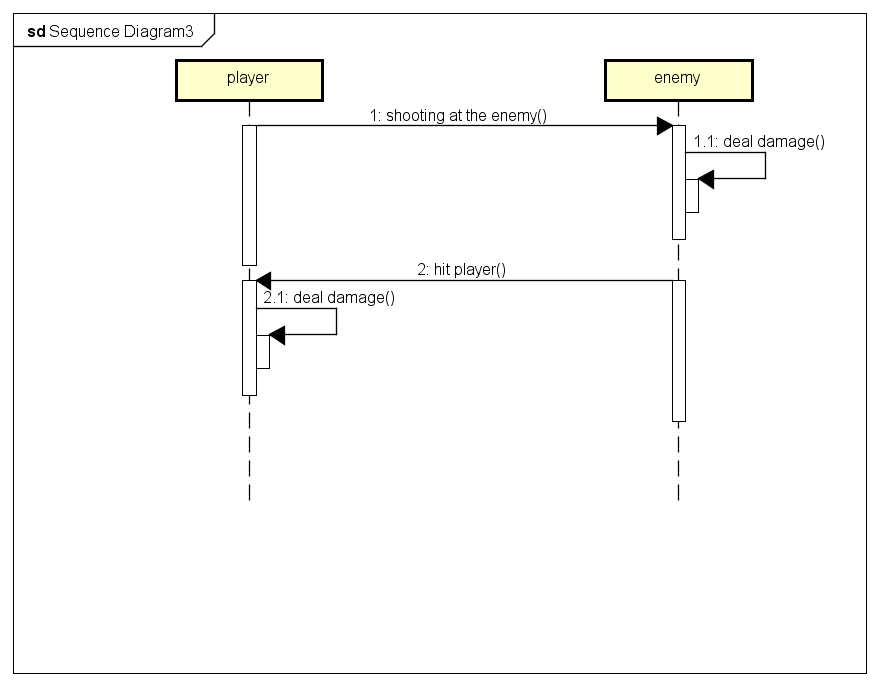 sd Sequence Diagram3
player
enemy
1: shooting at the enemy()
1.1: deal damage()
2: hit player()
2.1: deal damage()